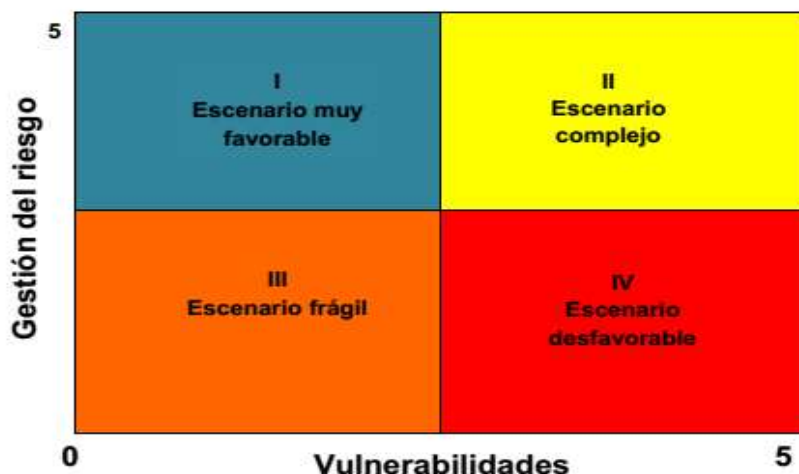 5
Gestión del riesgo
I
Escenario muy
favorable
II
Escenario
complejo
III
Escenario frágil
IV
Escenario
desfavorable
0
Vulnerabilidades
5